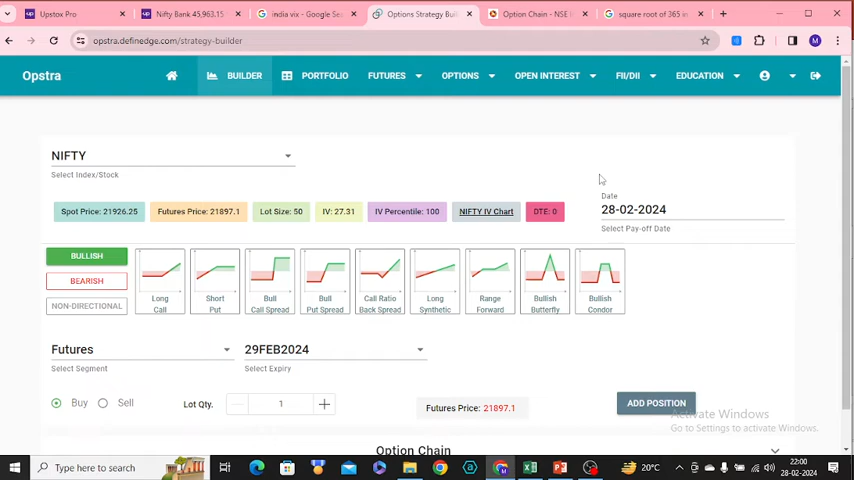 Upstox Pro
Nifty Bank 45,963.15
india vix - Google Sea
Options Strategy Buil
Option Chain - NSE I
square root of 365 in
opstra.definedge.com/strategy-builder
M
Opstra
BUILDER
PORTFOLIO
FUTURES
OPTIONS
OPEN INTEREST
FII/DII
EDUCATION
NIFTY
Select Index/Stock
Date
28-02-2024
Select Pay-off Date
Spot Price: 21926.25
Futures Price: 21897.1
Lot Size: 50
IV: 27.31
IV Percentile: 100
NIFTY IV Chart
DTE: 0
BULLISH
BEARISH
NON-DIRECTIONAL
Long
Call
Short
Put
Bull
Call Spread
Bull
Put Spread
Call Ratio
Back Spread
Long
Synthetic
Range
Forward
Bullish
Butterfly
Bullish
Condor
Futures
Select Segment
29FEB2024
Select Expiry
Buy
Sell
Lot Qty.
1
Futures Price: 21897.1
ADD POSITION
Activate Windows
Go to Settings to activate Windows.
Option Chain
Type here to search
20°C
22:00
28-02-2024